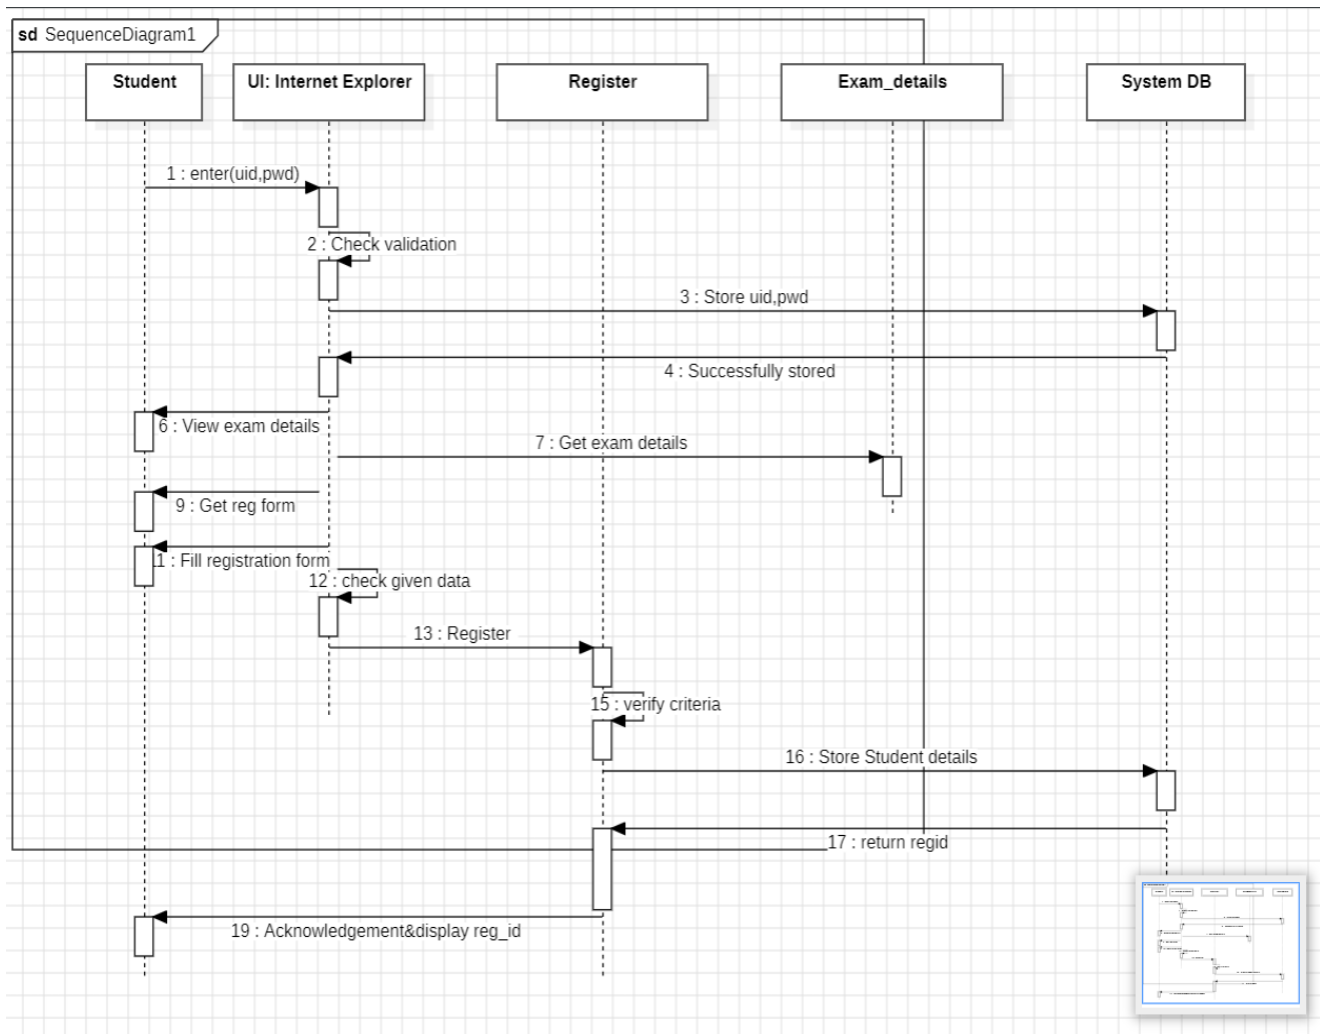 sd SequenceDiagram1
Student
UI: Internet Explorer
Register
Exam_details
System DB
1 : enter(uid,pwd)
2 : Check validation
3 : Store uid,pwd
4 : Successfully stored
6 : View exam details
7 : Get exam details
9 : Get reg form
1 : Fill registration form
12 : check given data
13 : Register
15 : verify criteria
16 : Store Student details
17 : return regid
19 : Acknowledgement&display reg_id